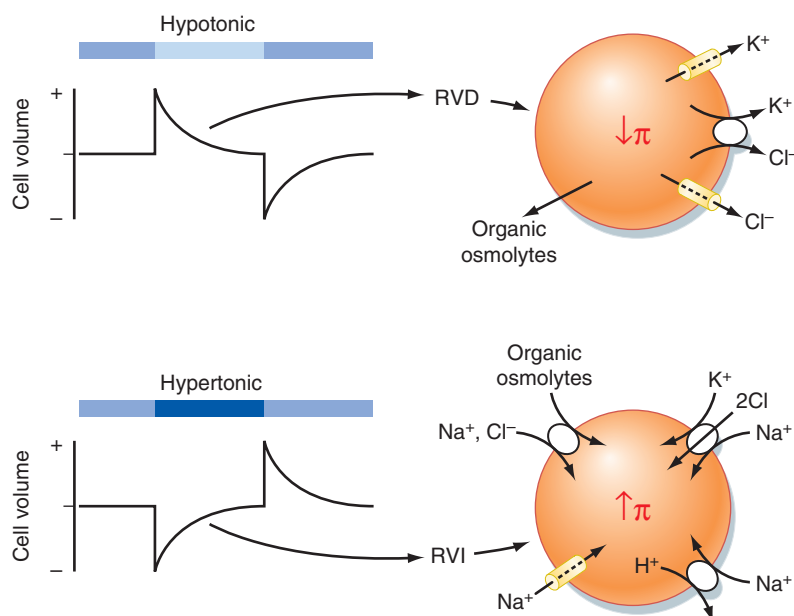 Hypotonic
Cell volume
+
–
–
RVD
↓π
K⁺
K⁺
Cl⁻
Cl⁻
Organic
osmolytes
Hypertonic
Cell volume
+
–
–
RVI
↑π
Organic
osmolytes
Na⁺, Cl⁻
K⁺
2Cl
Na⁺
Na⁺
H⁺
Na⁺